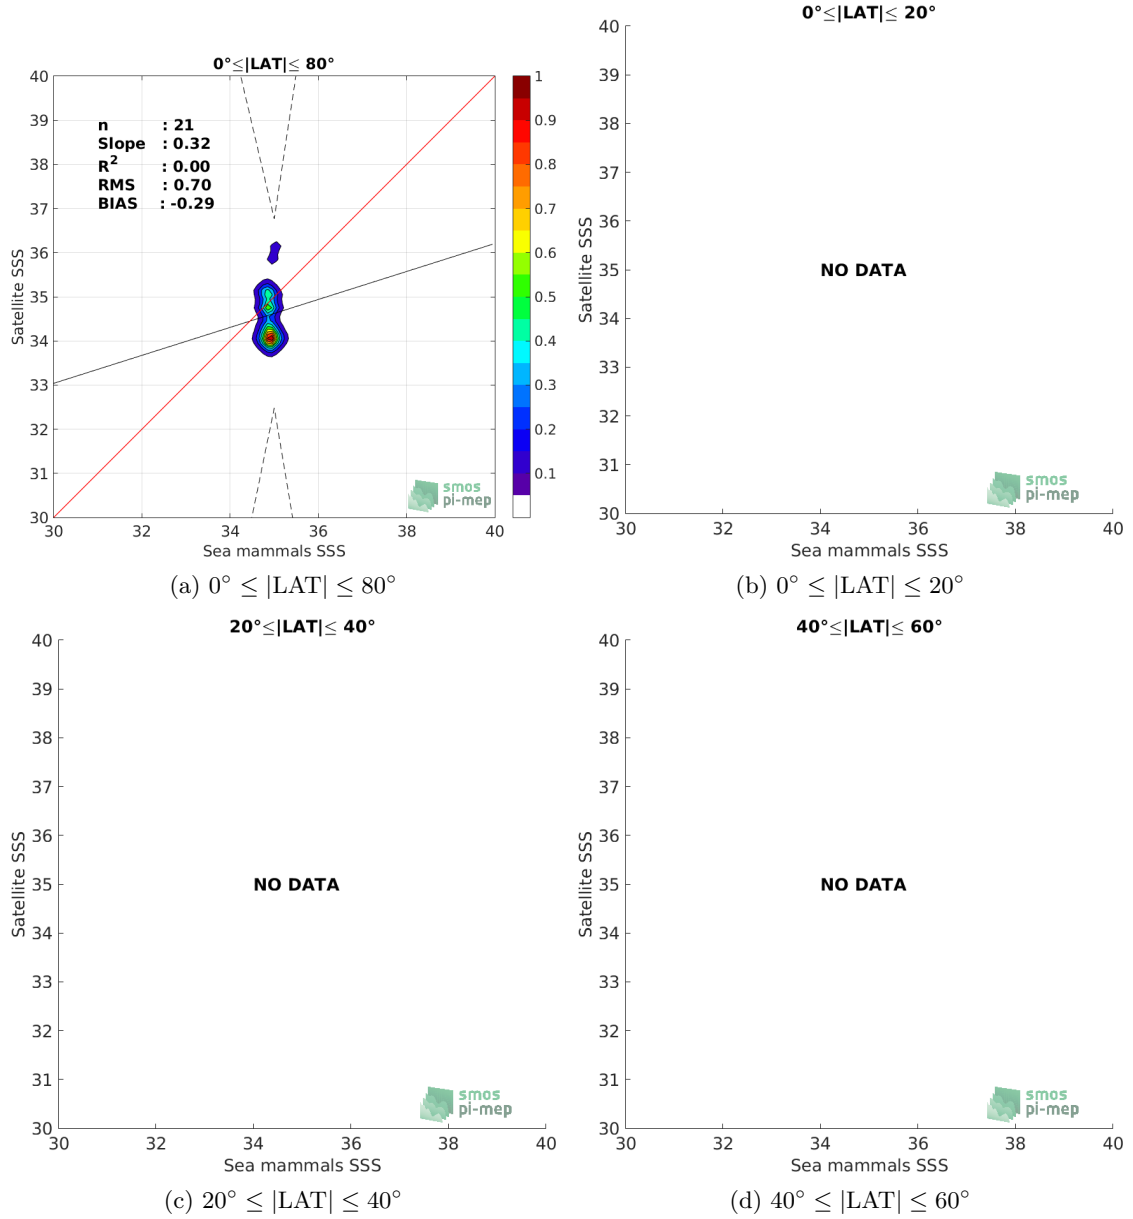 0°≤|LAT|≤ 80°
40
39
38
37
36
35
34
33
32
31
30
Satellite SSS
n : 21
Slope : 0.32
R2 : 0.00
RMS : 0.70
BIAS : -0.29
1
0.9
0.8
0.7
0.6
0.5
0.4
0.3
0.2
0.1
smos
pi-mep
30 32 34 36 38 40
Sea mammals SSS
(a) 0° ≤ |LAT| ≤ 80°
0°≤|LAT|≤ 20°
40
39
38
37
36
35
34
33
32
31
30
Satellite SSS
NO DATA
smos
pi-mep
30 32 34 36 38 40
Sea mammals SSS
(b) 0° ≤ |LAT| ≤ 20°
20°≤|LAT|≤ 40°
40
39
38
37
36
35
34
33
32
31
30
Satellite SSS
NO DATA
smos
pi-mep
30 32 34 36 38 40
Sea mammals SSS
(c) 20° ≤ |LAT| ≤ 40°
40°≤|LAT|≤ 60°
40
39
38
37
36
35
34
33
32
31
30
Satellite SSS
NO DATA
smos
pi-mep
30 32 34 36 38 40
Sea mammals SSS
(d) 40° ≤ |LAT| ≤ 60°